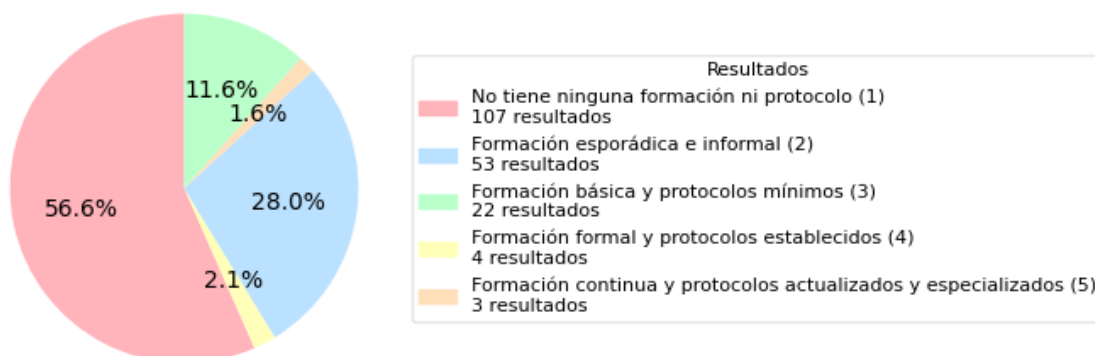 11.6%
1.6%
28.0%
56.6%
2.1%
Resultados
No tiene ninguna formación ni protocolo (1)
107 resultados
Formación esporádica e informal (2)
53 resultados
Formación básica y protocolos mínimos (3)
22 resultados
Formación formal y protocolos establecidos (4)
4 resultados
Formación continua y protocolos actualizados y especializados (5)
3 resultados